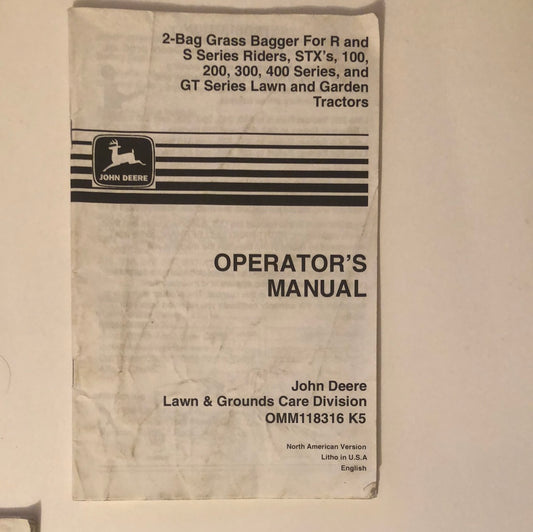 2-Bag Grass Bagger For R and
S Series Riders, STX's, 100,
200, 300, 400 Series, and
GT Series Lawn and Garden
Tractors
JOHN DEERE
OPERATOR'S
MANUAL
John Deere
Lawn & Grounds Care Division
OMM118316 K5
North American Version
Litho in U.S.A
English